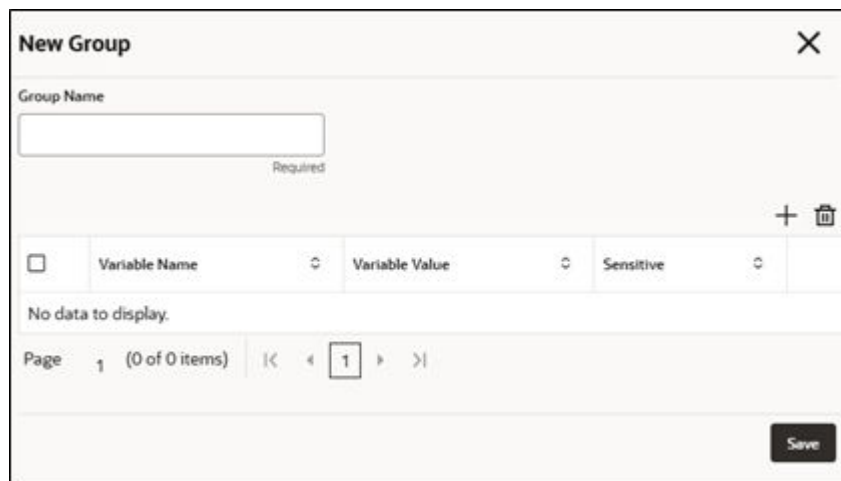 New Group
Group Name
Required
Variable Name Variable Value Sensitive
No data to display.
Page 1 (0 of 0 items) 1
Save